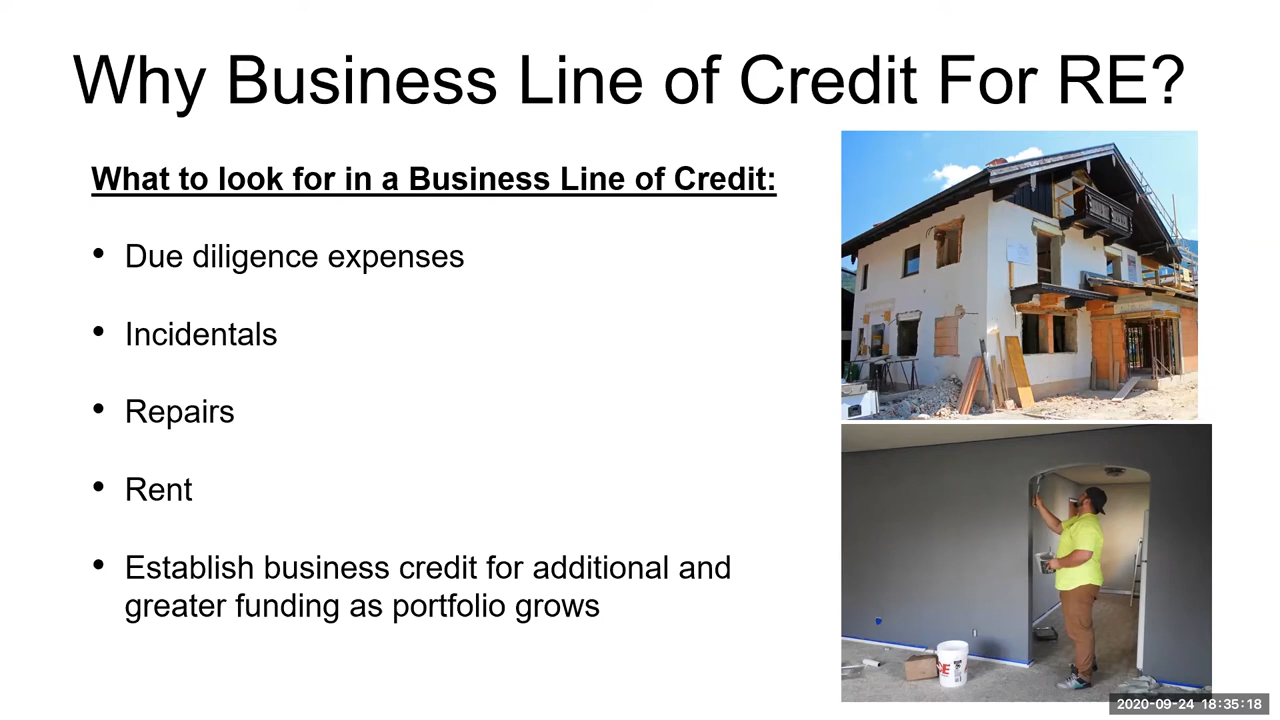 Why Business Line of Credit For RE?
What to look for in a Business Line of Credit:
• Due diligence expenses
• Incidentals
• Repairs
• Rent
• Establish business credit for additional and
greater funding as portfolio grows
2020-09-24 18:35:18